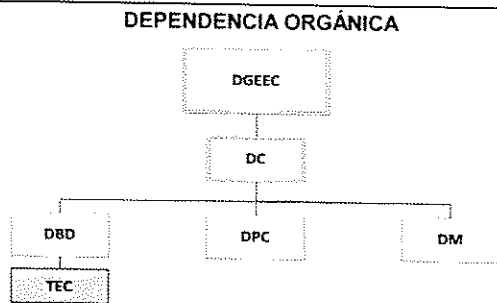 DEPENDENCIA ORGÁNICA
DGEEC
DC
DBD
DPC
DM
TEC